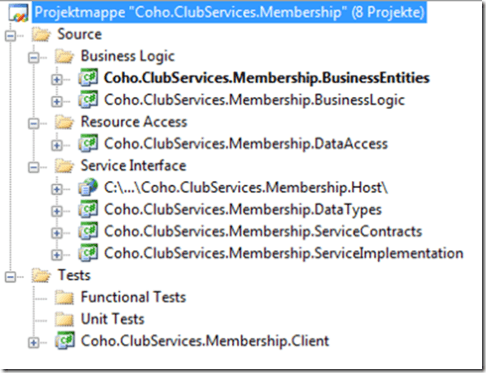 Projektmappe "Coho.ClubServices.Membership" (8 Projekte)
Source
Business Logic
Coho.ClubServices.Membership.BusinessEntities
Coho.ClubServices.Membership.BusinessLogic
Resource Access
Coho.ClubServices.Membership.DataAccess
Service Interface
C:\...\Coho.ClubServices.Membership.Host\
Coho.ClubServices.Membership.DataTypes
Coho.ClubServices.Membership.ServiceContracts
Coho.ClubServices.Membership.ServiceImplementation
Tests
Functional Tests
Unit Tests
Coho.ClubServices.Membership.Client